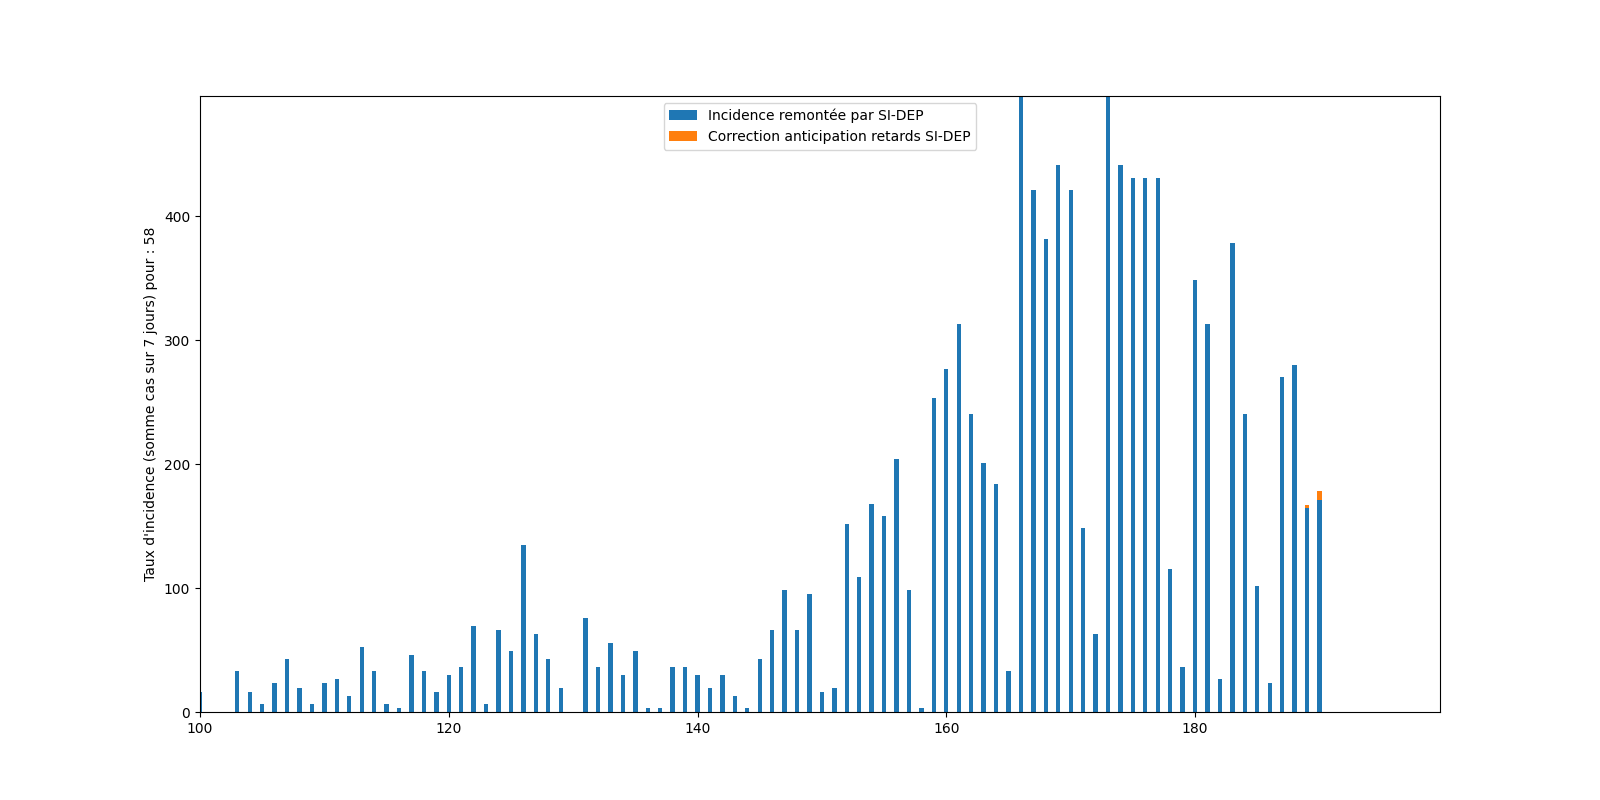 Incidence remontée par SI-DEP
Correction anticipation retards SI-DEP
Taux d'incidence (somme cas sur 7 jours) pour : 58
400
300
200
100
0
100 120 140 160 180